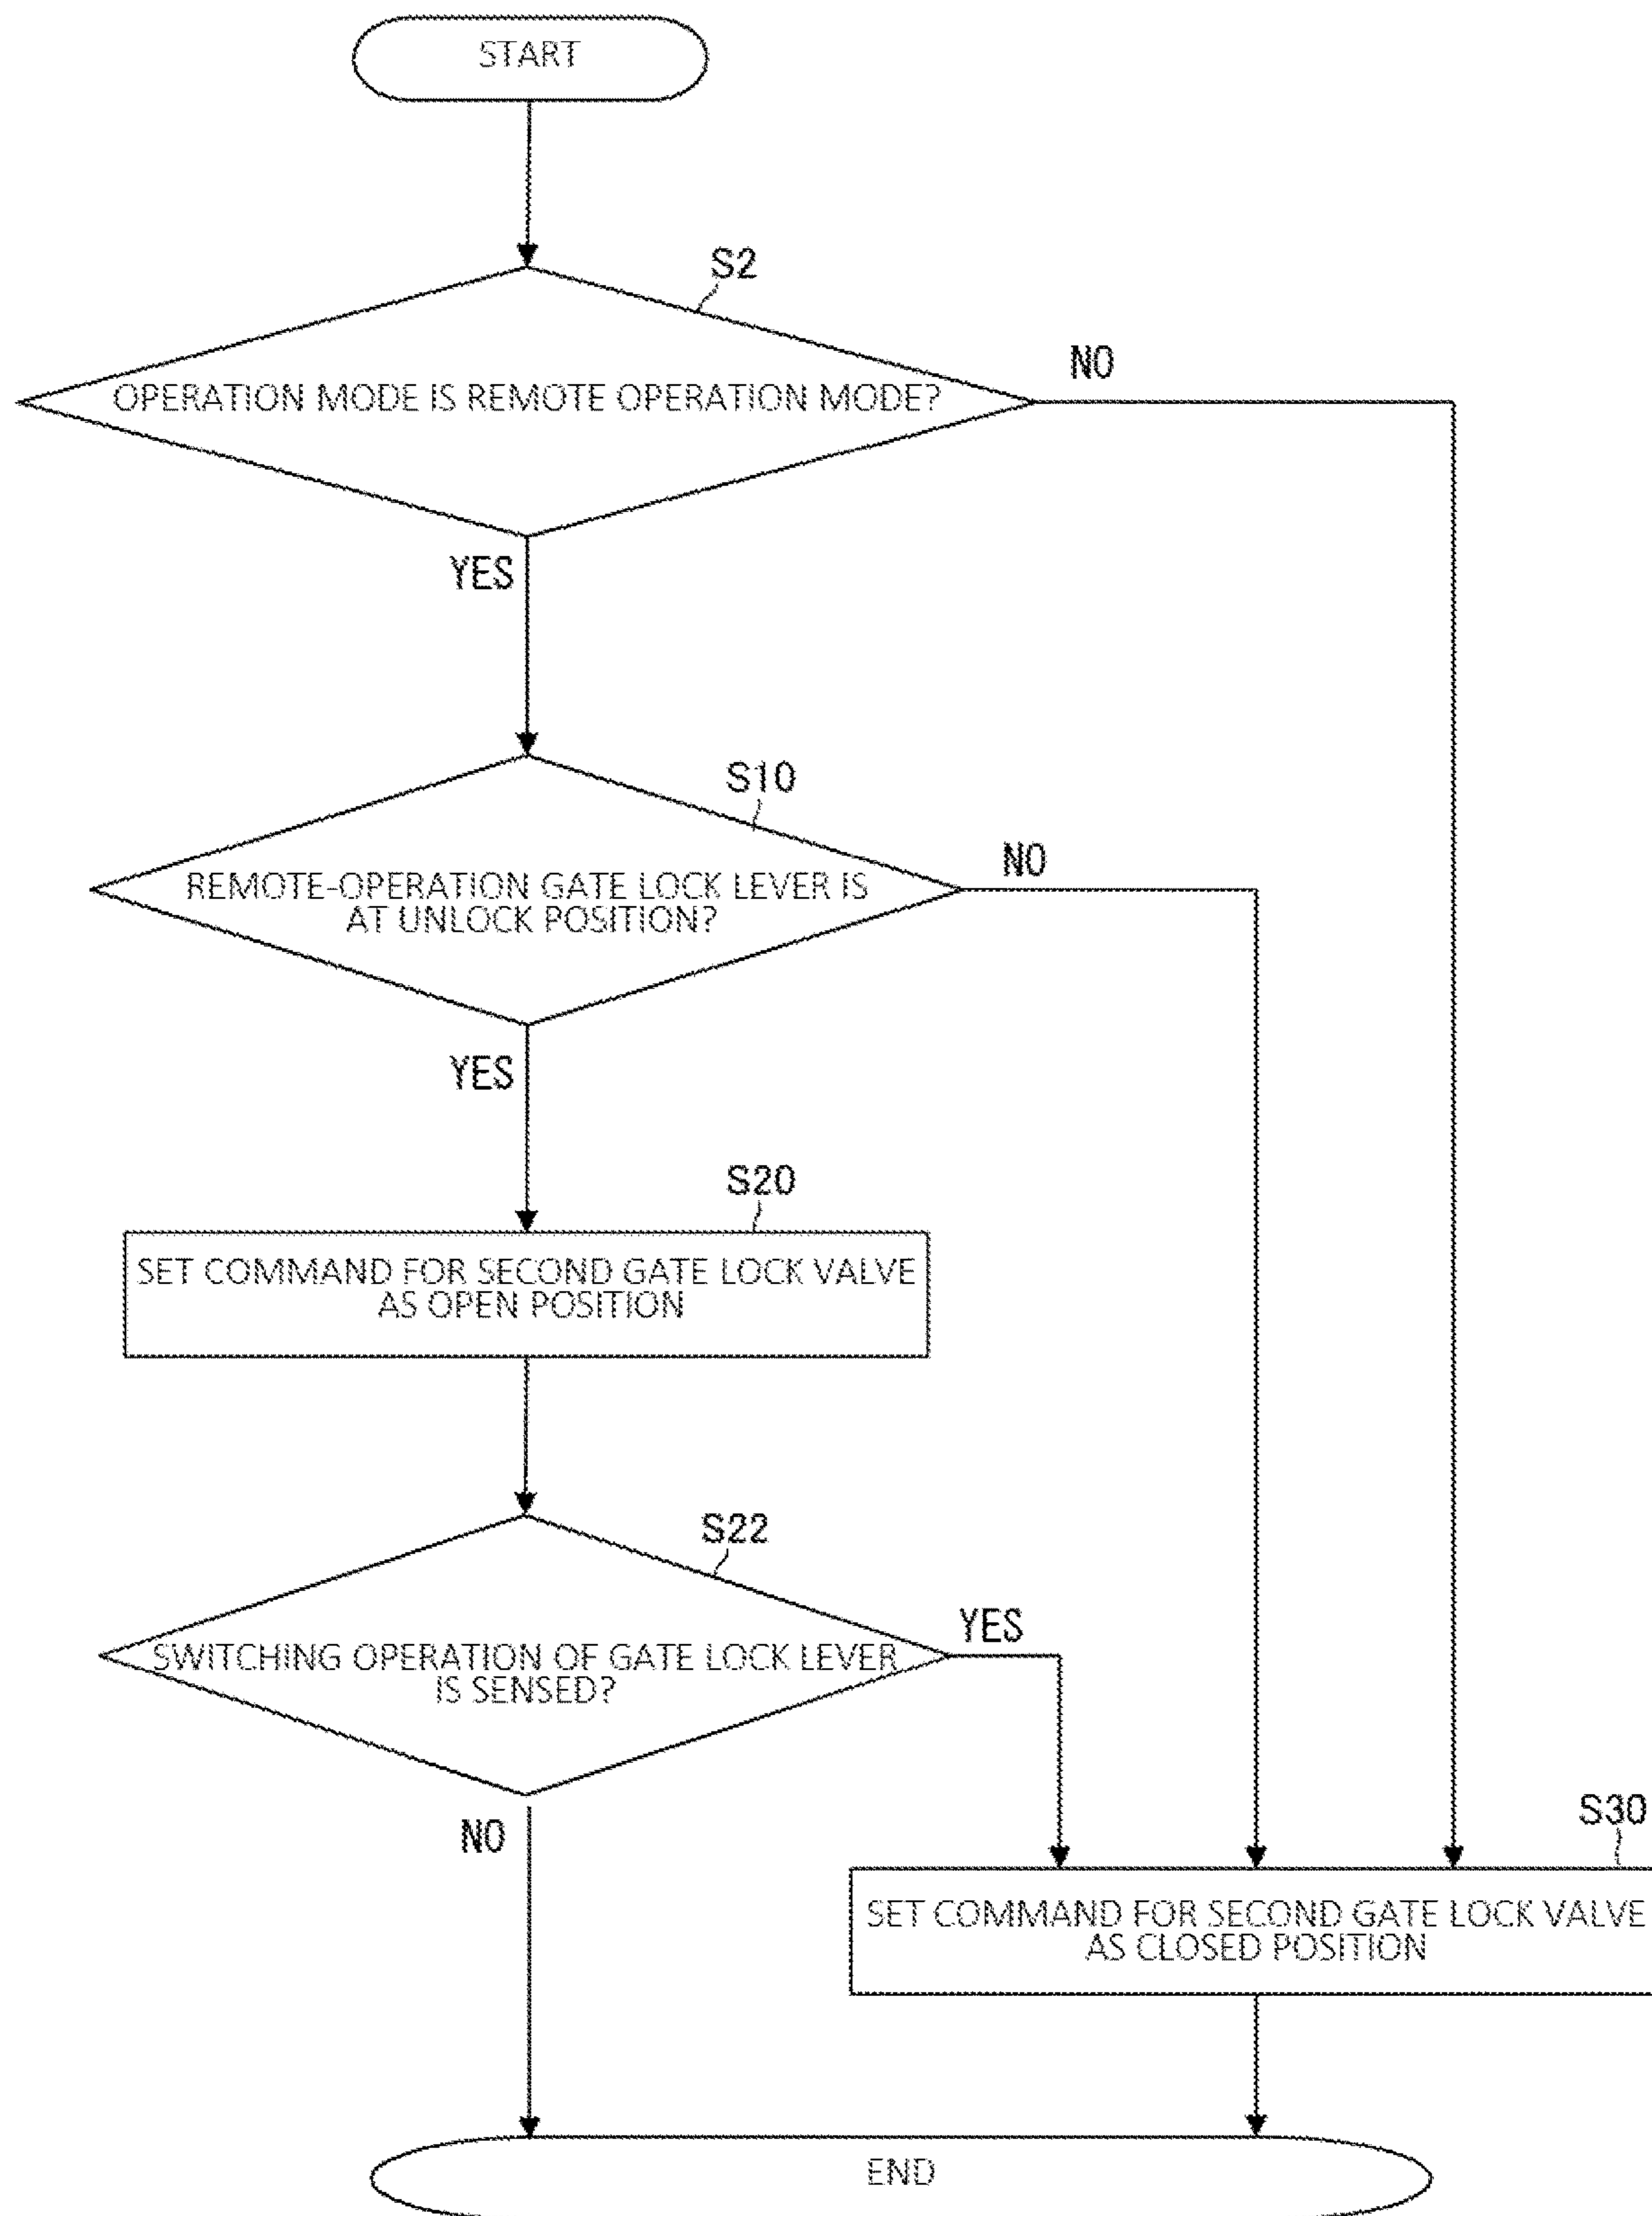 START
S2
OPERATION MODE IS REMOTE OPERATION MODE?
NO
YES
S10
REMOTE-OPERATION GATE LOCK LEVER IS
AT UNLOCK POSITION?
NO
YES
S20
SET COMMAND FOR SECOND GATE LOCK VALVE
AS OPEN POSITION
S22
SWITCHING OPERATION OF GATE LOCK LEVER
IS SENSED?
YES
NO
S30
SET COMMAND FOR SECOND GATE LOCK VALVE
AS CLOSED POSITION
END